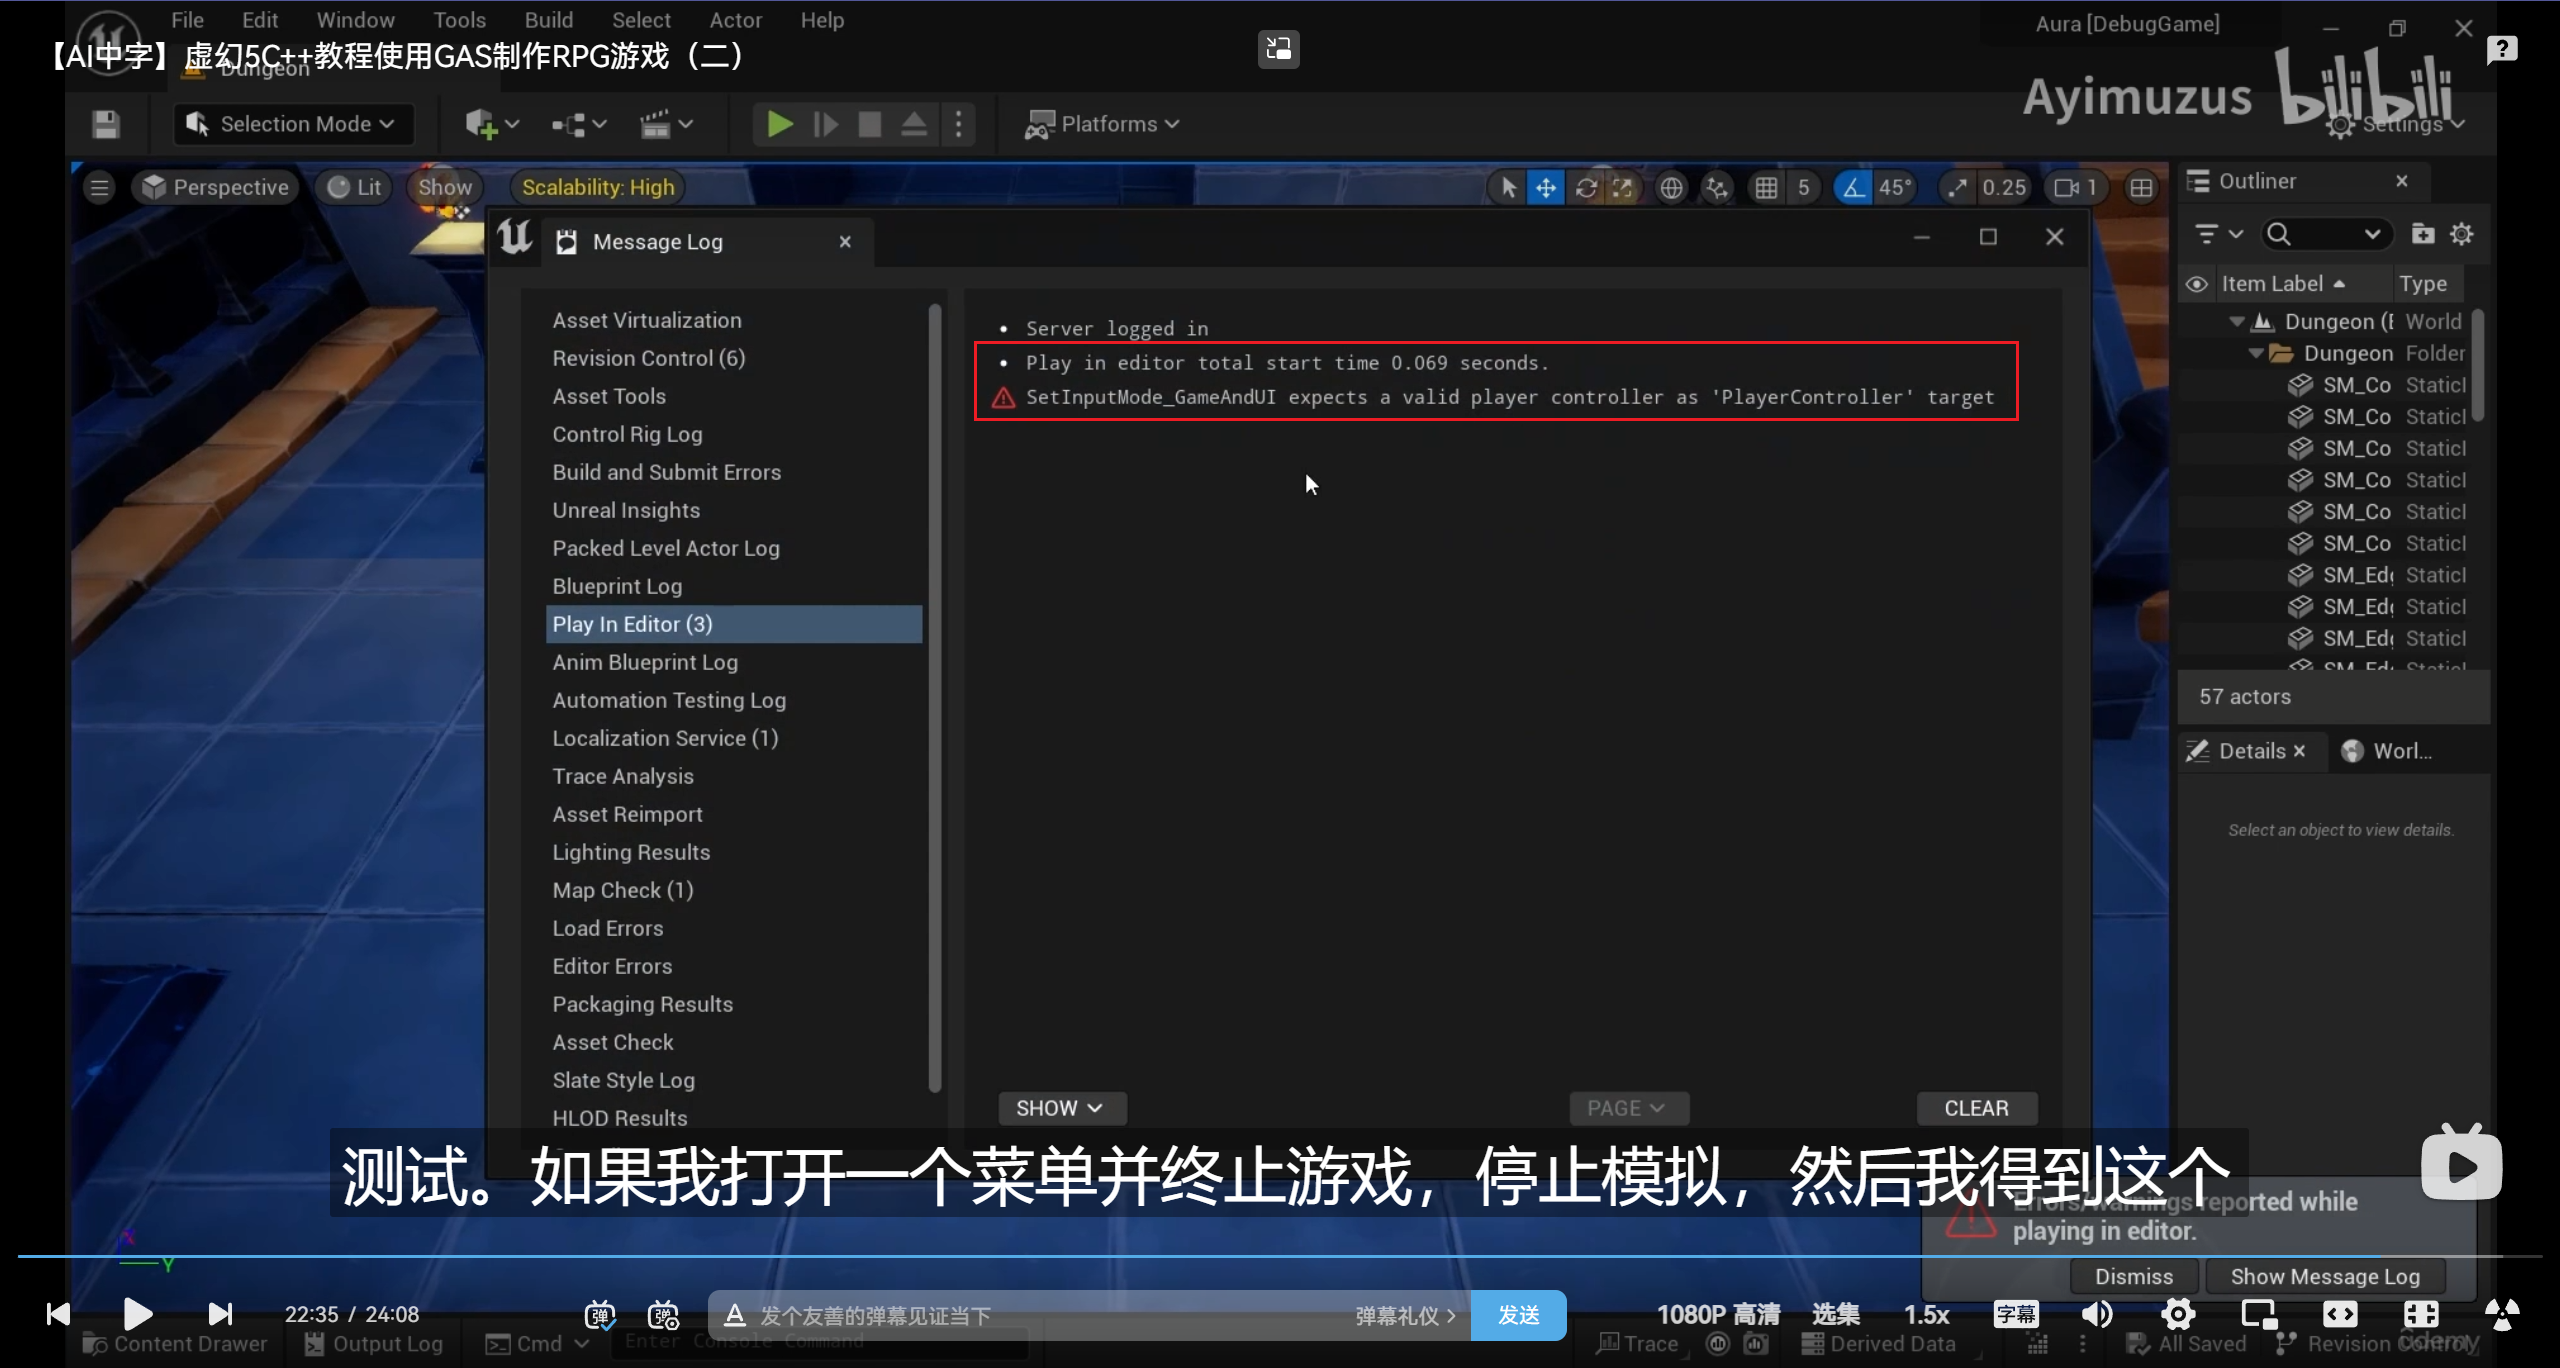 File Edit Window Tools Build Select Actor Help
Aura [DebugGame]
【AI中字】虚幻5C++教程使用GAS制作RPG游戏（二）
Dungeon
Ayimuzus bilibili
Selection Mode
Platforms
Settings
Perspective Lit Show Scalability: High
5 45° 0.25 1
Outliner
Message Log
Item Label Type
Asset Virtualization
Revision Control (6)
Asset Tools
Control Rig Log
Build and Submit Errors
Unreal Insights
Packed Level Actor Log
Blueprint Log
Play In Editor (3)
Anim Blueprint Log
Automation Testing Log
Localization Service (1)
Trace Analysis
Asset Reimport
Lighting Results
Map Check (1)
Load Errors
Editor Errors
Packaging Results
Asset Check
Slate Style Log
HLOD Results
Server logged in
Play in editor total start time 0.069 seconds.
SetInputMode_GameAndUI expects a valid player controller as 'PlayerController' target
SHOW PAGE CLEAR
Dungeon ( World
Dungeon Folder
SM_Co Static
SM_Co Static
SM_Co Static
SM_Co Static
SM_Co Static
SM_Co Static
SM_Ed Static
SM_Ed Static
SM_Ed Static
57 actors
Details Worl...
Select an object to view details.
测试。如果我打开一个菜单并终止游戏，停止模拟，然后我得到这个
Errors/warnings reported while
playing in editor.
Dismiss Show Message Log
Y
22:35 / 24:08
弹 弹
发个友善的弹幕见证当下
弹幕礼仪 >
发送
1080P 高清 选集 1.5x 字幕
Content Drawer Output Log Cmd Enter Console Command
Trace Derived Data All Saved Revision Control
udemy